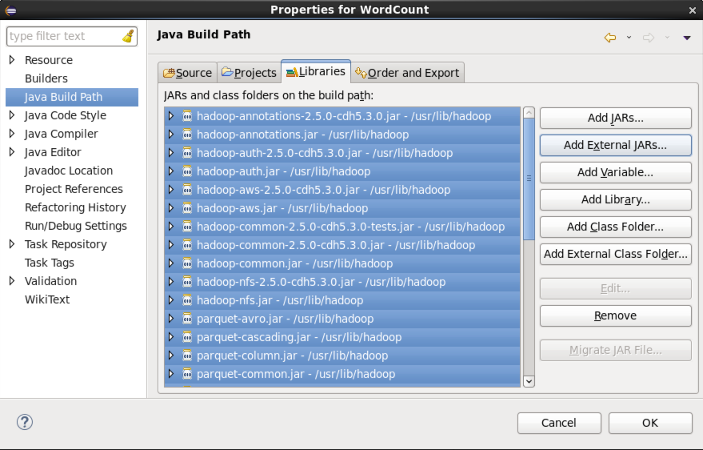 Properties for WordCount
type filter text
Resource
Builders
Java Build Path
Java Code Style
Java Compiler
Java Editor
Javadoc Location
Project References
Refactoring History
Run/Debug Settings
Task Repository
Task Tags
Validation
WikiText
Java Build Path
Source
Projects
Libraries
Order and Export
JARs and class folders on the build path:
hadoop-annotations-2.5.0-cdh5.3.0.jar - /usr/lib/hadoop
hadoop-annotations.jar - /usr/lib/hadoop
hadoop-auth-2.5.0-cdh5.3.0.jar - /usr/lib/hadoop
hadoop-auth.jar - /usr/lib/hadoop
hadoop-aws-2.5.0-cdh5.3.0.jar - /usr/lib/hadoop
hadoop-aws.jar - /usr/lib/hadoop
hadoop-common-2.5.0-cdh5.3.0-tests.jar - /usr/lib/hadoop
hadoop-common-2.5.0-cdh5.3.0.jar - /usr/lib/hadoop
hadoop-common.jar - /usr/lib/hadoop
hadoop-nfs-2.5.0-cdh5.3.0.jar - /usr/lib/hadoop
hadoop-nfs.jar - /usr/lib/hadoop
parquet-avro.jar - /usr/lib/hadoop
parquet-cascading.jar - /usr/lib/hadoop
parquet-column.jar - /usr/lib/hadoop
parquet-common.jar - /usr/lib/hadoop
Add JARs...
Add External JARs...
Add Variable...
Add Library...
Add Class Folder...
Add External Class Folder...
Edit...
Remove
Migrate JAR File...
?
Cancel
OK